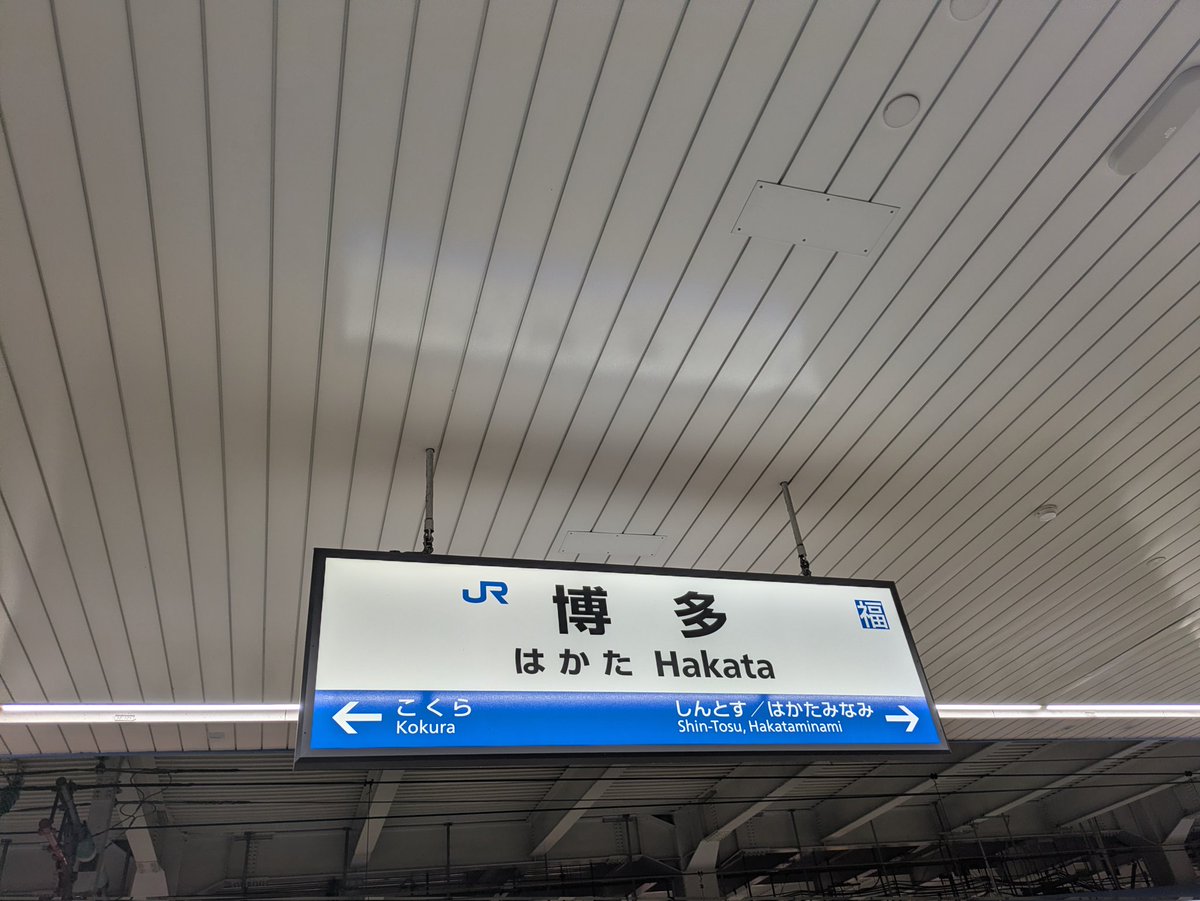 JR 博多 福
はかた Hakata
← こくら しんとす/はかたみなみ →
Kokura Shin-Tosu, Hakataminami